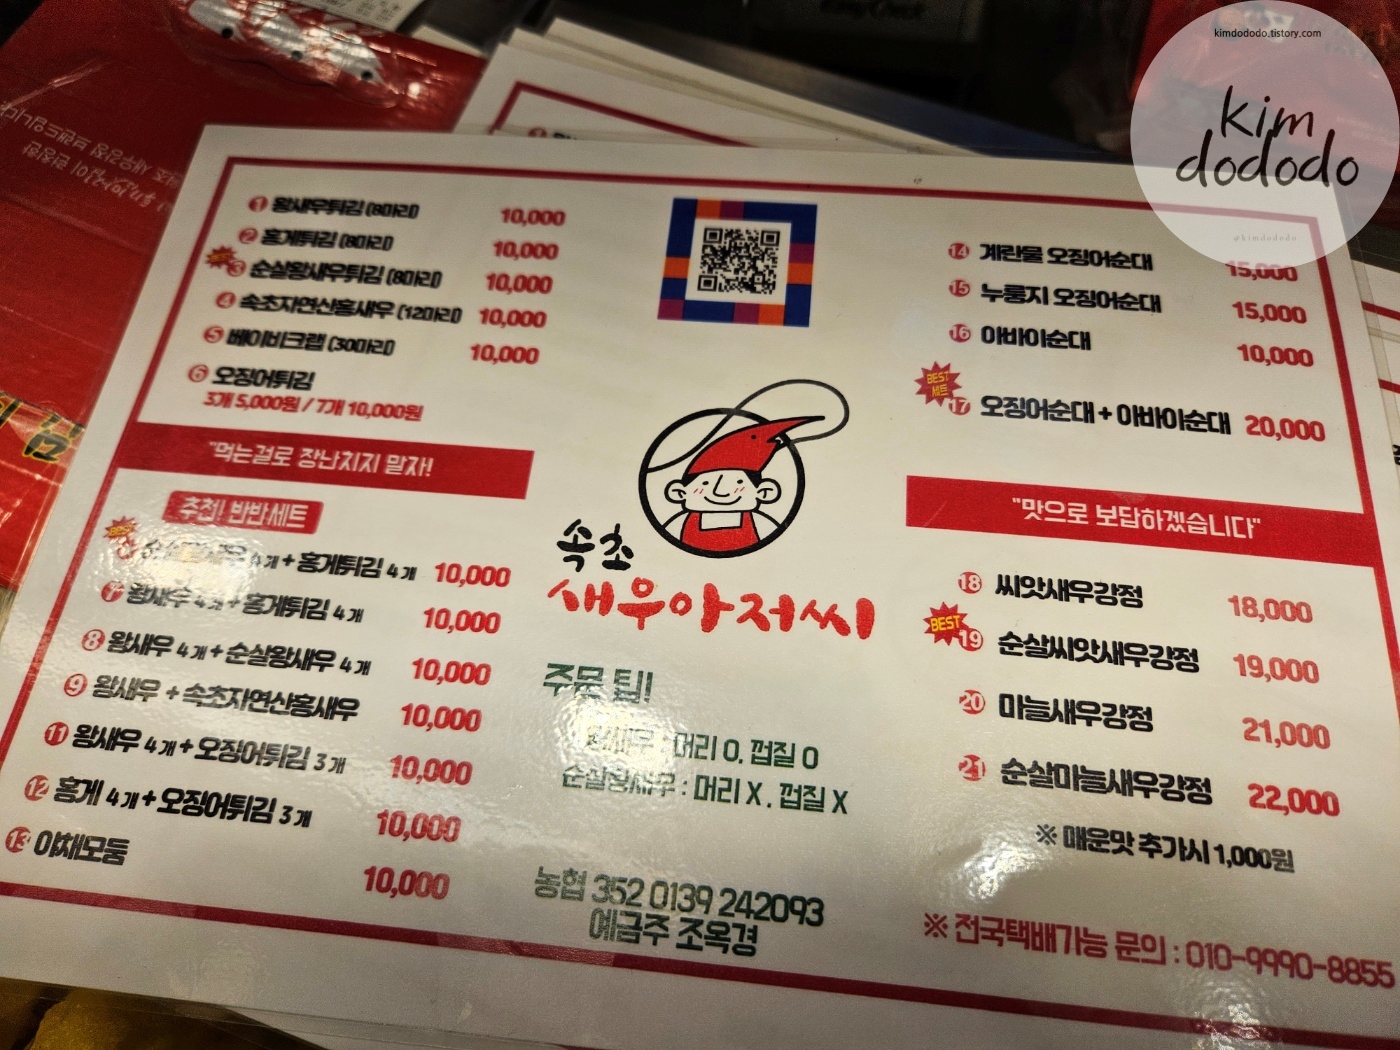 kimdododo.tistory.com
kim
dododo
@kimdododo
1 왕새우튀김 (8마리) 10,000
2 홍게튀김 (8마리) 10,000
3 순살왕새우튀김 (8마리) 10,000
4 속초자연산홍새우 (12마리) 10,000
5 베이비크랩 (30마리) 10,000
6 오징어튀김
3개 5,000원 / 7개 10,000원
"먹는걸로 장난치지 말자!
추천! 반반세트
4개 + 홍게튀김 4개 10,000
7 왕새우 4개 + 홍게튀김 4개 10,000
8 왕새우 4개 + 순살왕새우 4개 10,000
9 왕새우 + 속초자연산홍새우 10,000
11 왕새우 4개 + 오징어튀김 3개 10,000
12 홍게 4개 + 오징어튀김 3개 10,000
13 야채모둠 10,000
속초
새우아저씨
주문 팁!
왕새우 : 머리 O, 껍질 O
순살왕새우 : 머리 X, 껍질 X
농협 352 0139 242093
예금주 조옥경
14 계란물 오징어순대 15,000
15 누룽지 오징어순대 15,000
16 아바이순대 10,000
BEST
세트
17 오징어순대 + 아바이순대 20,000
"맛으로 보답하겠습니다"
18 씨앗새우강정 18,000
BEST
19 순살씨앗새우강정 19,000
20 마늘새우강정 21,000
21 순살마늘새우강정 22,000
※ 매운맛 추가시 1,000원
※ 전국택배가능 문의 : 010-9990-8855